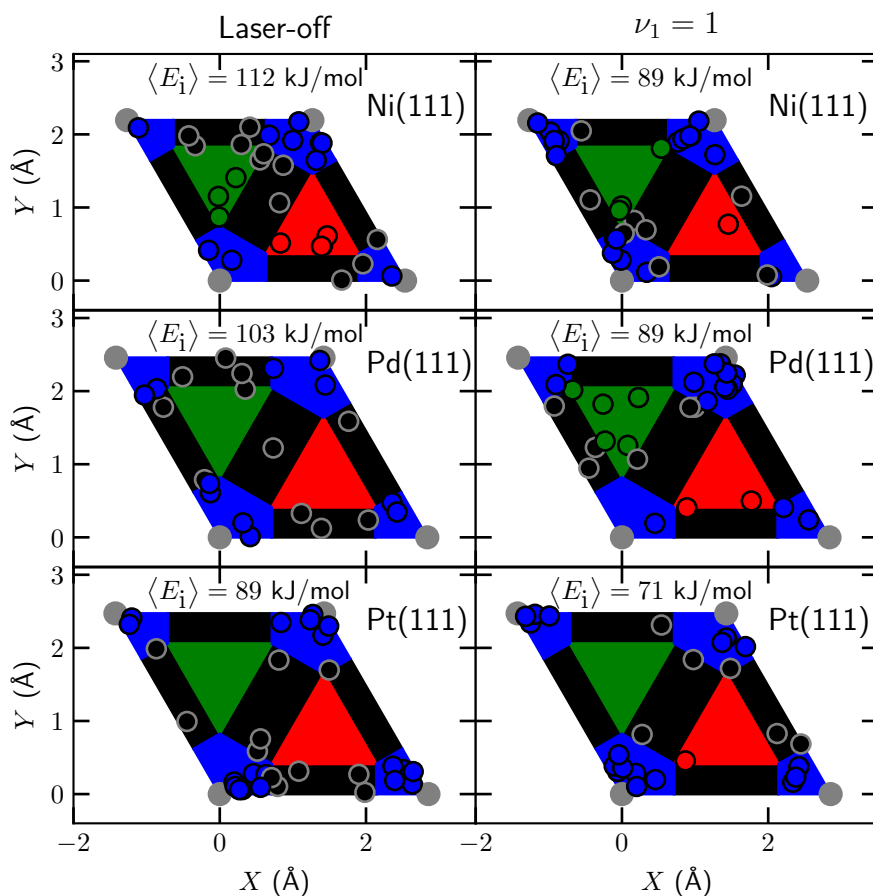 Laser-off
ν₁ = 1
⟨Eᵢ⟩ = 112 kJ/mol
Ni(111)
⟨Eᵢ⟩ = 89 kJ/mol
Ni(111)
3
2
1
0
Y (Å)
⟨Eᵢ⟩ = 103 kJ/mol
Pd(111)
⟨Eᵢ⟩ = 89 kJ/mol
Pd(111)
3
2
1
0
Y (Å)
⟨Eᵢ⟩ = 89 kJ/mol
Pt(111)
⟨Eᵢ⟩ = 71 kJ/mol
Pt(111)
3
2
1
0
Y (Å)
−2 0 2 0 2
X (Å) X (Å)